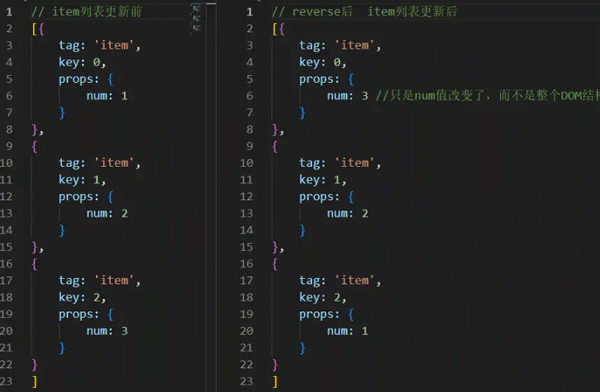 1 // item列表更新前
2 [{
3 tag: 'item',
4 key: 0,
5 props: {
6 num: 1
7 }
8 },
9 {
10 tag: 'item',
11 key: 1,
12 props: {
13 num: 2
14 }
15 },
16 {
17 tag: 'item',
18 key: 2,
19 props: {
20 num: 3
21 }
22 }
23 ]
1 // reverse后 item列表更新后
2 [{
3 tag: 'item',
4 key: 0,
5 props: {
6 num: 3 //只是num值改变了，而不是整个DOM结
7 }
8 },
9 {
10 tag: 'item',
11 key: 1,
12 props: {
13 num: 2
14 }
15 },
16 {
17 tag: 'item',
18 key: 2,
19 props: {
20 num: 1
21 }
22 }
23 ]